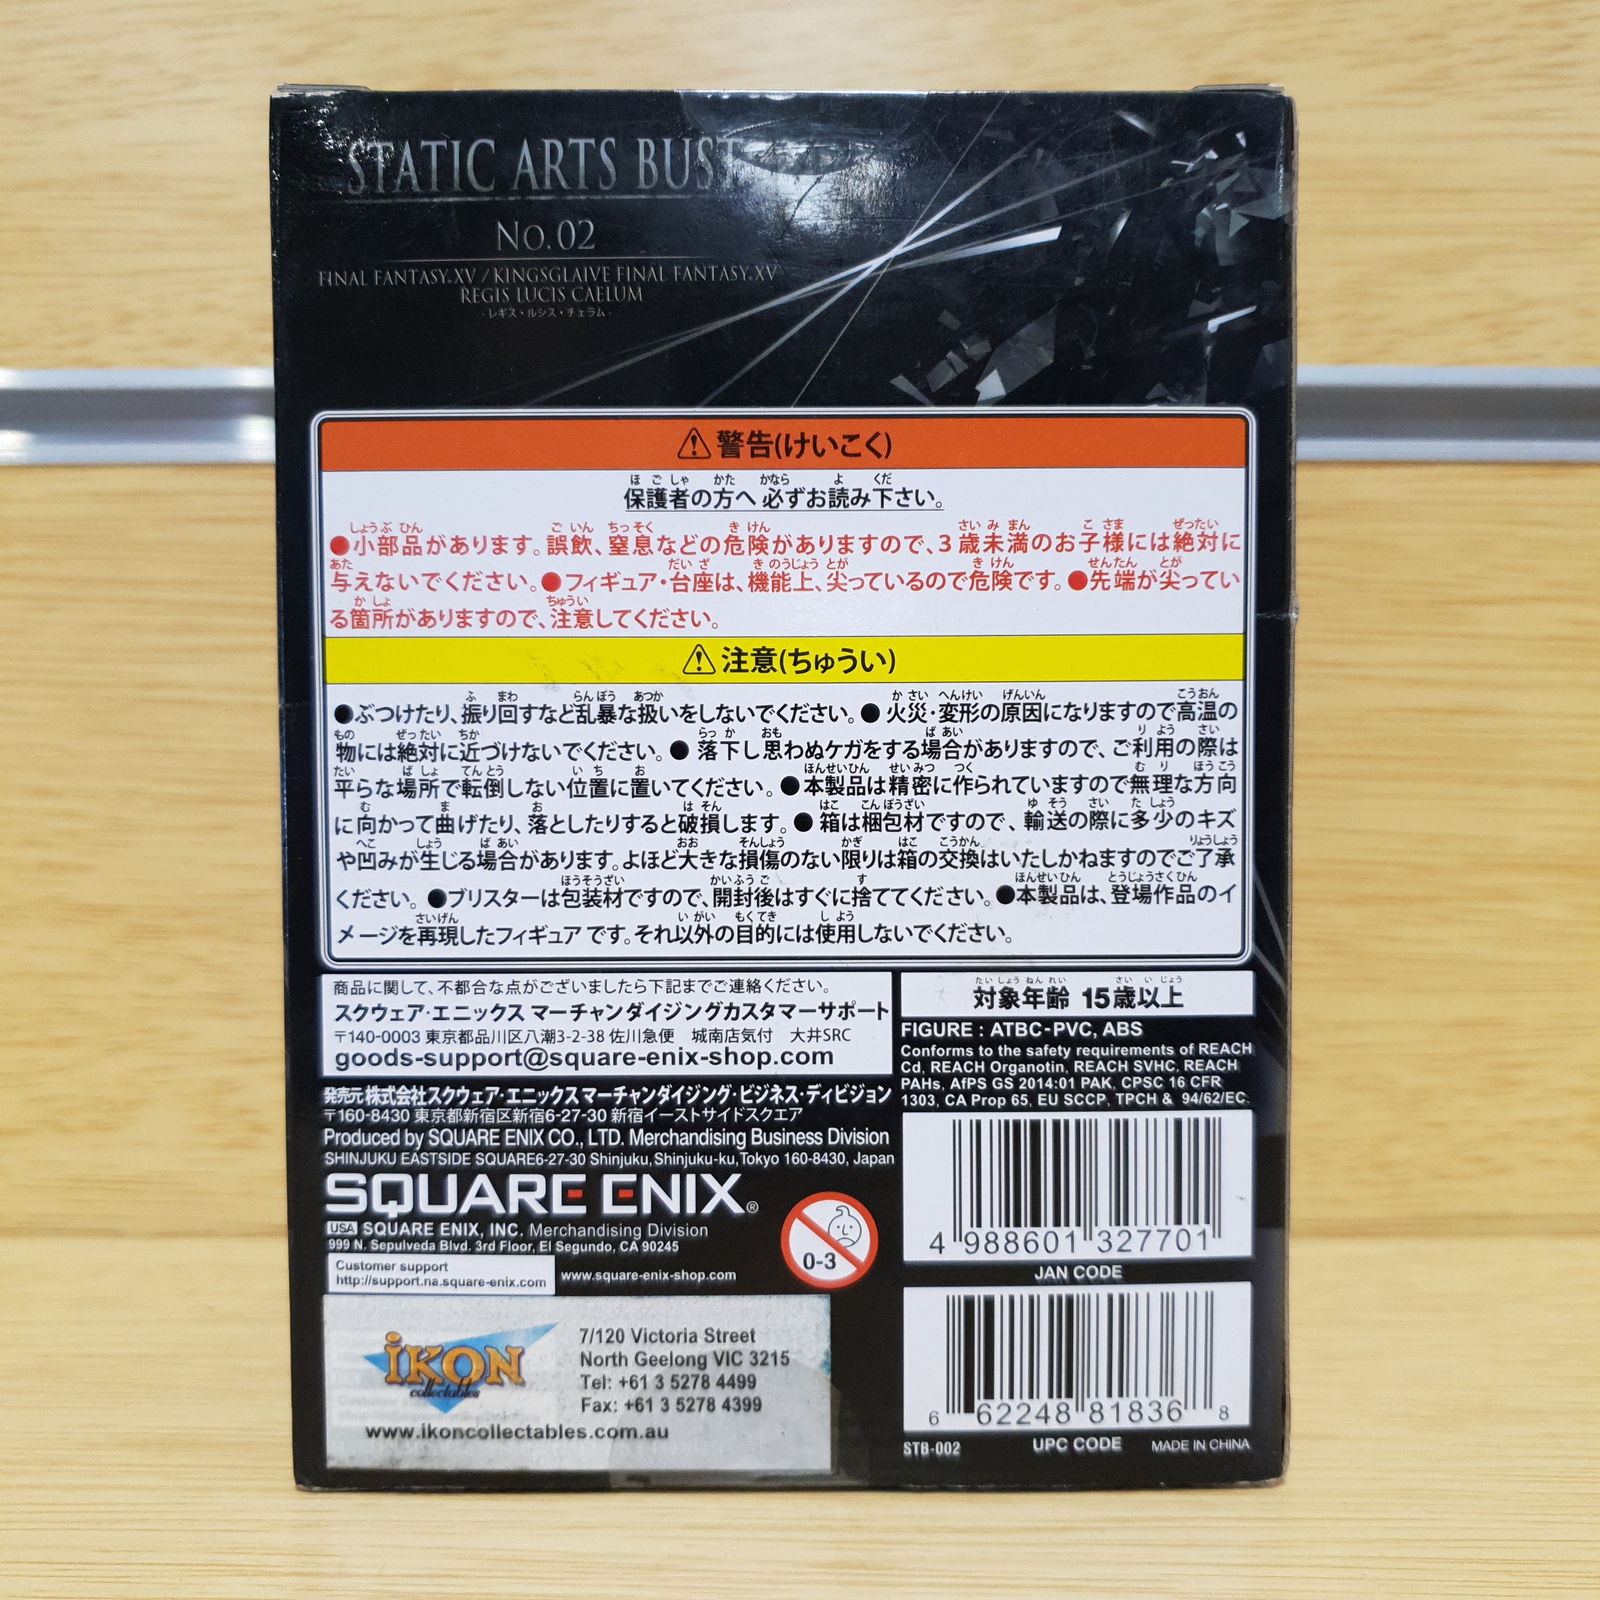 STATIC ARTS BUST
No.02
FINAL FANTASY.XV / KINGSGLAIVE FINAL FANTASY.XV
REGIS LUCIS CAELUM
- レギス・ルシス・チェラム -
⚠警告(けいこく)
保護者の方へ 必ずお読み下さい。
●小部品があります。誤飲、窒息などの危険がありますので、3歳未満のお子様には絶対に
与えないでください。●フィギュア・台座は、機能上、尖っているので危険です。●先端が尖ってい
る箇所がありますので、注意してください。
⚠注意(ちゅうい)
●ぶつけたり、振り回すなど乱暴な扱いをしないでください。●火災・変形の原因になりますので高温の
物には絶対に近づけないでください。●落下し思わぬケガをする場合がありますので、ご利用の際は
平らな場所で転倒しない位置に置いてください。●本製品は精密に作られていますので無理な方向
に向かって曲げたり、落としたりすると破損します。●箱は梱包材ですので、輸送の際に多少のキズ
や凹みが生じる場合があります。よほど大きな損傷のない限りは箱の交換はいたしかねますのでご了承
ください。●ブリスターは包装材ですので、開封後はすぐに捨ててください。●本製品は、登場作品のイ
メージを再現したフィギュアです。それ以外の目的には使用しないでください。
商品に関して、不都合な点がございましたら下記までご連絡ください。
スクウェア・エニックス マーチャンダイジングカスタマーサポート
〒140-0003 東京都品川区八潮3-2-38 佐川急便 城南店気付 大井SRC
goods-support@square-enix-shop.com
発売元 株式会社スクウェア・エニックス マーチャンダイジング・ビジネス・ディビジョン
〒160-8430 東京都新宿区新宿6-27-30 新宿イーストサイドスクエア
Produced by SQUARE ENIX CO., LTD. Merchandising Business Division
SHINJUKU EASTSIDE SQUARE6-27-30 Shinjuku,Shinjuku-ku,Tokyo 160-8430, Japan
SQUARE ENIX®
USA SQUARE ENIX, INC. Merchandising Division
999 N. Sepulveda Blvd. 3rd Floor, El Segundo, CA 90245
Customer support
http://support.na.square-enix.com
www.square-enix-shop.com
0-3
対象年齢 15歳以上
FIGURE : ATBC-PVC, ABS
Conforms to the safety requirements of REACH
Cd, REACH Organotin, REACH SVHC, REACH
PAHs, AfPS GS 2014:01 PAK, CPSC 16 CFR
1303, CA Prop 65, EU SCCP, TPCH & 94/62/EC.
4 988601 327701
JAN CODE
6 62248 81836 8
STB-002 UPC CODE MADE IN CHINA
iKON
collectables
7/120 Victoria Street
North Geelong VIC 3215
Tel: +61 3 5278 4499
Fax: +61 3 5278 4399
www.ikoncollectables.com.au